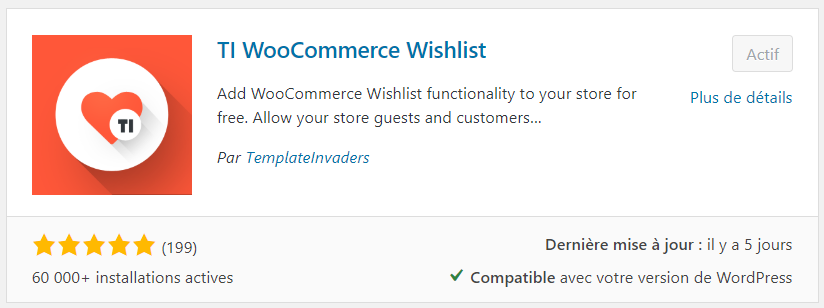 TI WooCommerce Wishlist
Actif
Add WooCommerce Wishlist functionality to your store for
free. Allow your store guests and customers...
Plus de détails
Par TemplateInvaders
TI
(199)
Dernière mise à jour : il y a 5 jours
60 000+ installations actives
Compatible avec votre version de WordPress